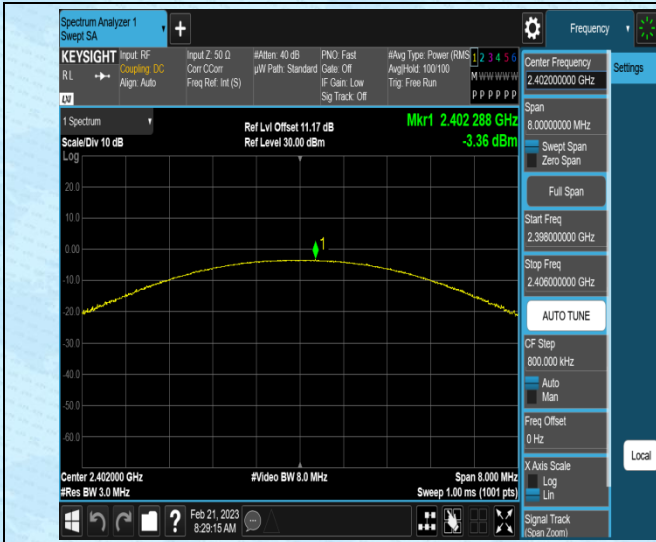 Spectrum Analyzer 1
Swept SA
+
Frequency
KEYSIGHT
RL
LXI
Input: RF
Coupling: DC
Align: Auto
Input Z: 50 Ω
Corr CCorr
Freq Ref: Int (S)
#Atten: 40 dB
µW Path: Standard
PNO: Fast
Gate: Off
IF Gain: Low
Sig Track: Off
#Avg Type: Power (RMS
Avg|Hold: 100/100
Trig: Free Run
1 2 3 4 5 6
M W W W W W
P P P P P P
1 Spectrum
Scale/Div 10 dB
Ref Lvl Offset 11.17 dB
Ref Level 30.00 dBm
Mkr1 2.402 288 GHz
-3.36 dBm
Log
20.0
10.0
0.00
-10.0
-20.0
-30.0
-40.0
-50.0
-60.0
1
Center 2.402000 GHz
#Res BW 3.0 MHz
#Video BW 8.0 MHz
Span 8.000 MHz
Sweep 1.00 ms (1001 pts)
Feb 21, 2023
8:29:15 AM
?
Center Frequency
2.402000000 GHz
Span
8.00000000 MHz
Swept Span
Zero Span
Full Span
Start Freq
2.398000000 GHz
Stop Freq
2.406000000 GHz
AUTO TUNE
CF Step
800.000 kHz
Auto
Man
Freq Offset
0 Hz
X Axis Scale
Log
Lin
Signal Track
(Span Zoom)
Settings
Local